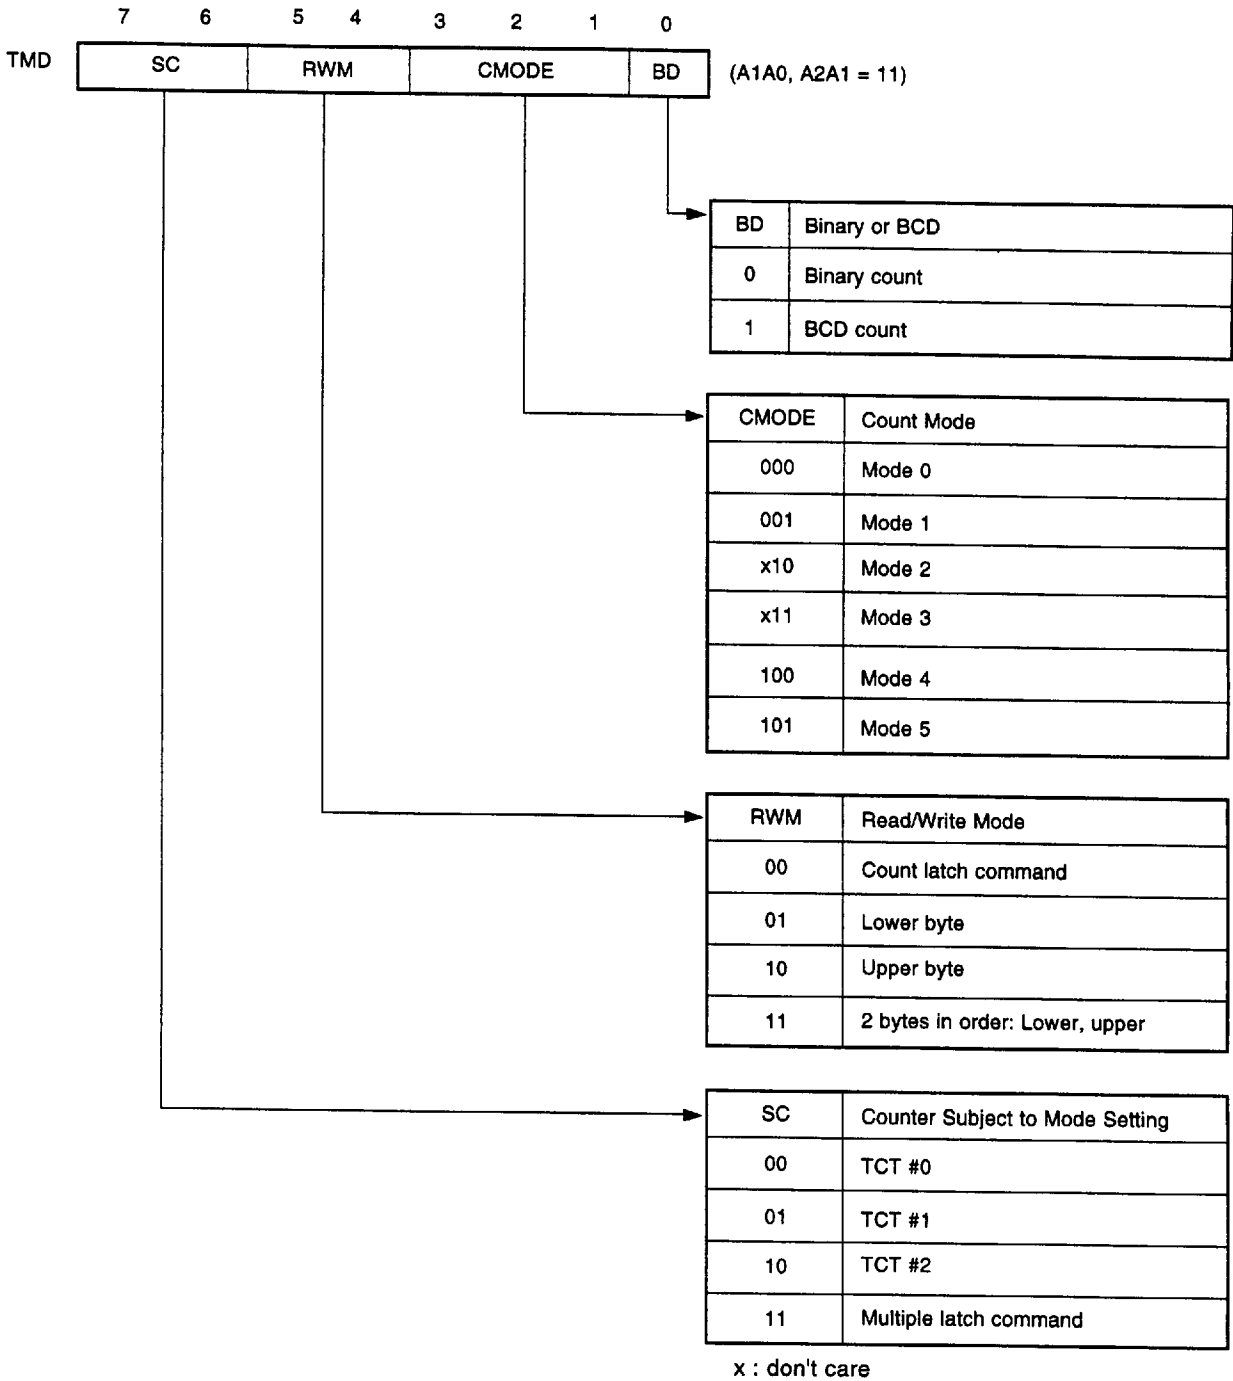 7 6 5 4 3 2 1 0
TMD SC RWM CMODE BD (A1A0, A2A1 = 11)
BD Binary or BCD
0 Binary count
1 BCD count
CMODE Count Mode
000 Mode 0
001 Mode 1
x10 Mode 2
x11 Mode 3
100 Mode 4
101 Mode 5
RWM Read/Write Mode
00 Count latch command
01 Lower byte
10 Upper byte
11 2 bytes in order: Lower, upper
SC Counter Subject to Mode Setting
00 TCT #0
01 TCT #1
10 TCT #2
11 Multiple latch command
x : don't care